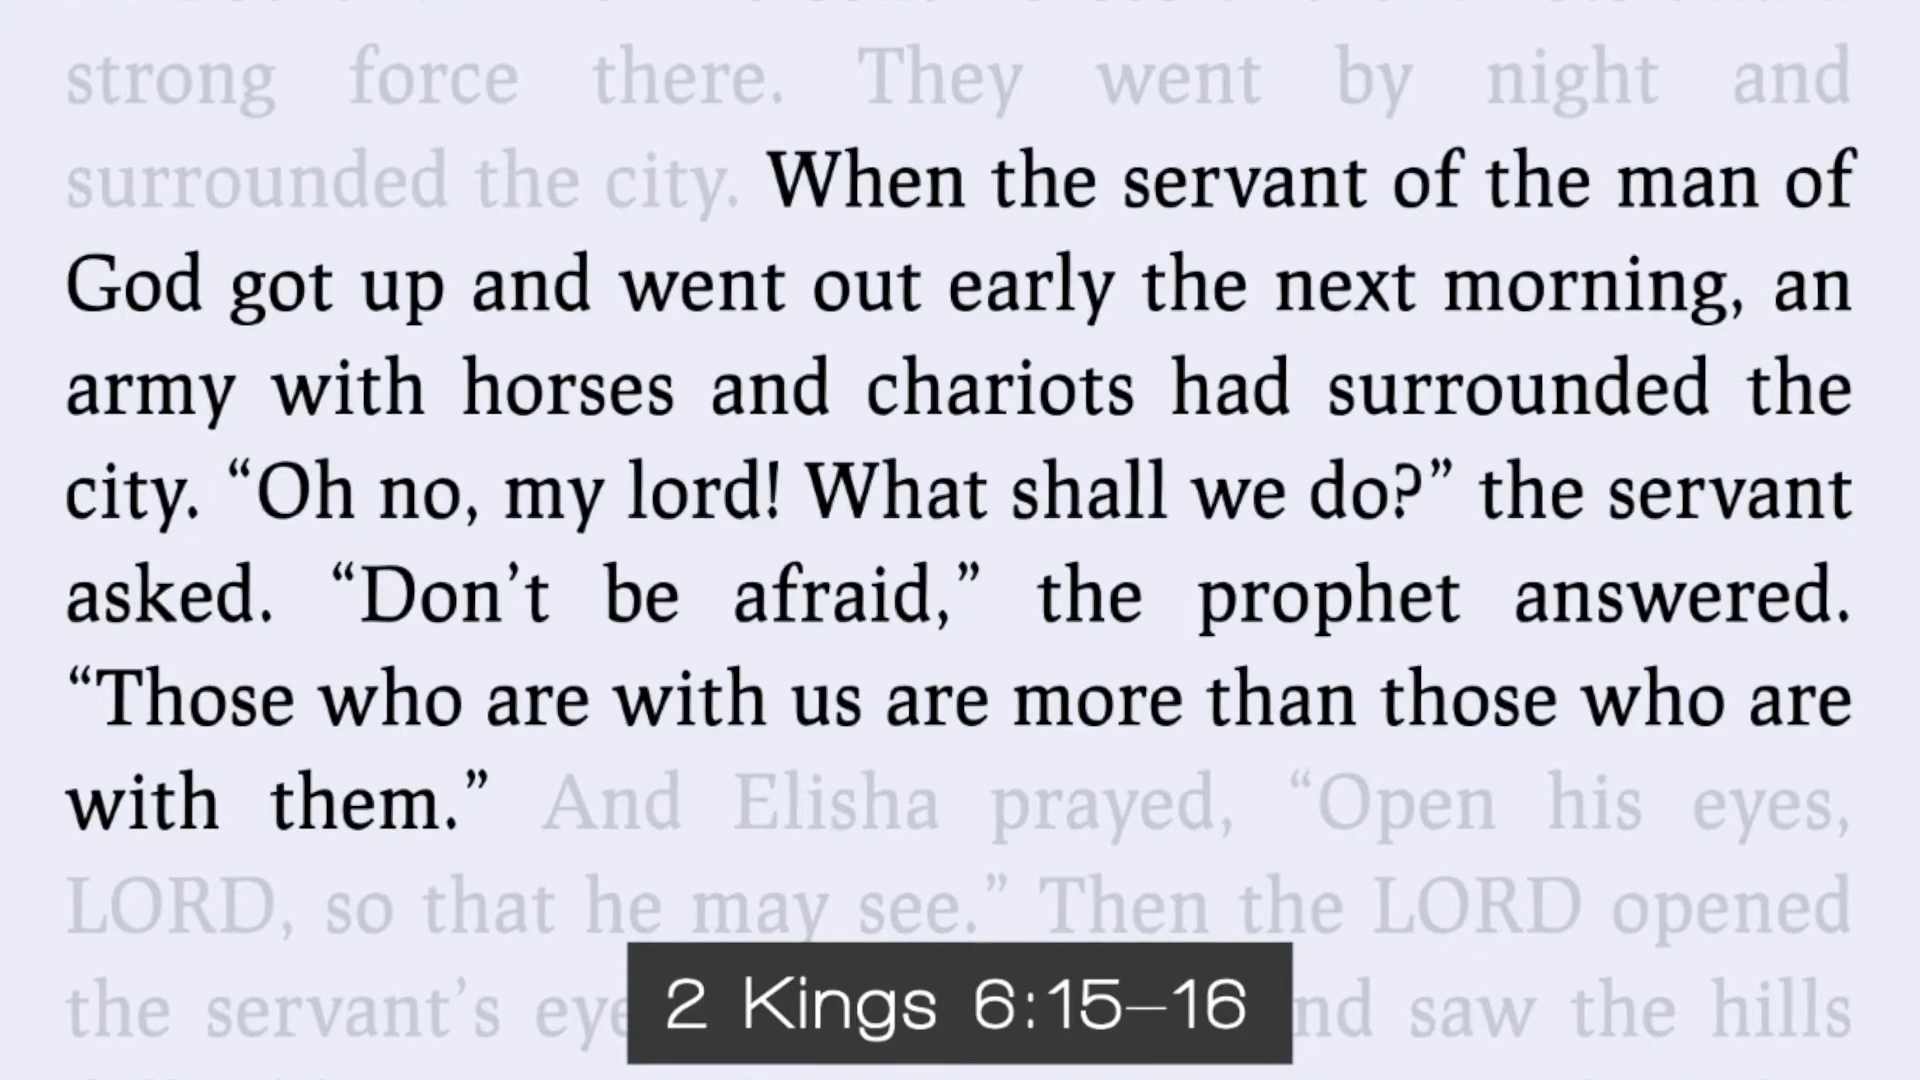 strong force there. They went by night and
surrounded the city. When the servant of the man of
God got up and went out early the next morning, an
army with horses and chariots had surrounded the
city. “Oh no, my lord! What shall we do?” the servant
asked. “Don’t be afraid,” the prophet answered.
“Those who are with us are more than those who are
with them.” And Elisha prayed, “Open his eyes,
LORD, so that he may see.” Then the LORD opened
the servant’s saw the hills
2 Kings 6:15–16